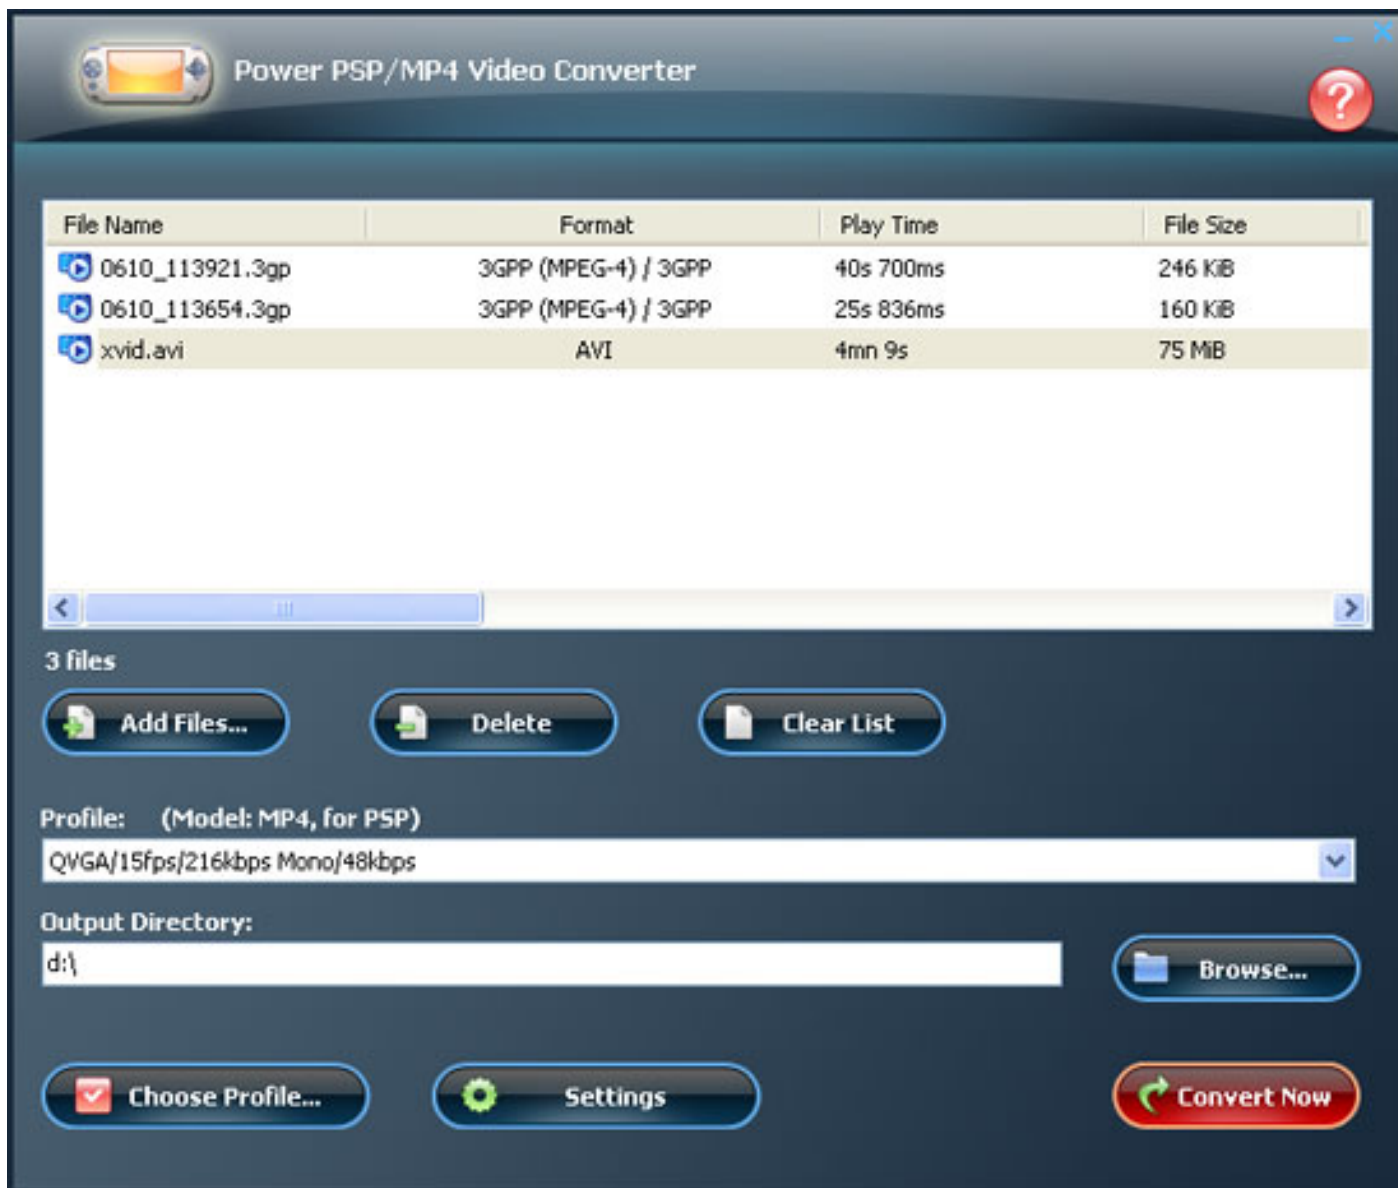 Power PSP/MP4 Video Converter
?
File Name Format Play Time File Size
0610_113921.3gp 3GPP (MPEG-4) / 3GPP 40s 700ms 246 KiB
0610_113654.3gp 3GPP (MPEG-4) / 3GPP 25s 836ms 160 KiB
xvid.avi AVI 4mn 9s 75 MiB
3 files
Add Files... Delete Clear List
Profile: (Model: MP4, for PSP)
QVGA/15fps/216kbps Mono/48kbps
Output Directory:
d:\
Browse...
Choose Profile... Settings Convert Now